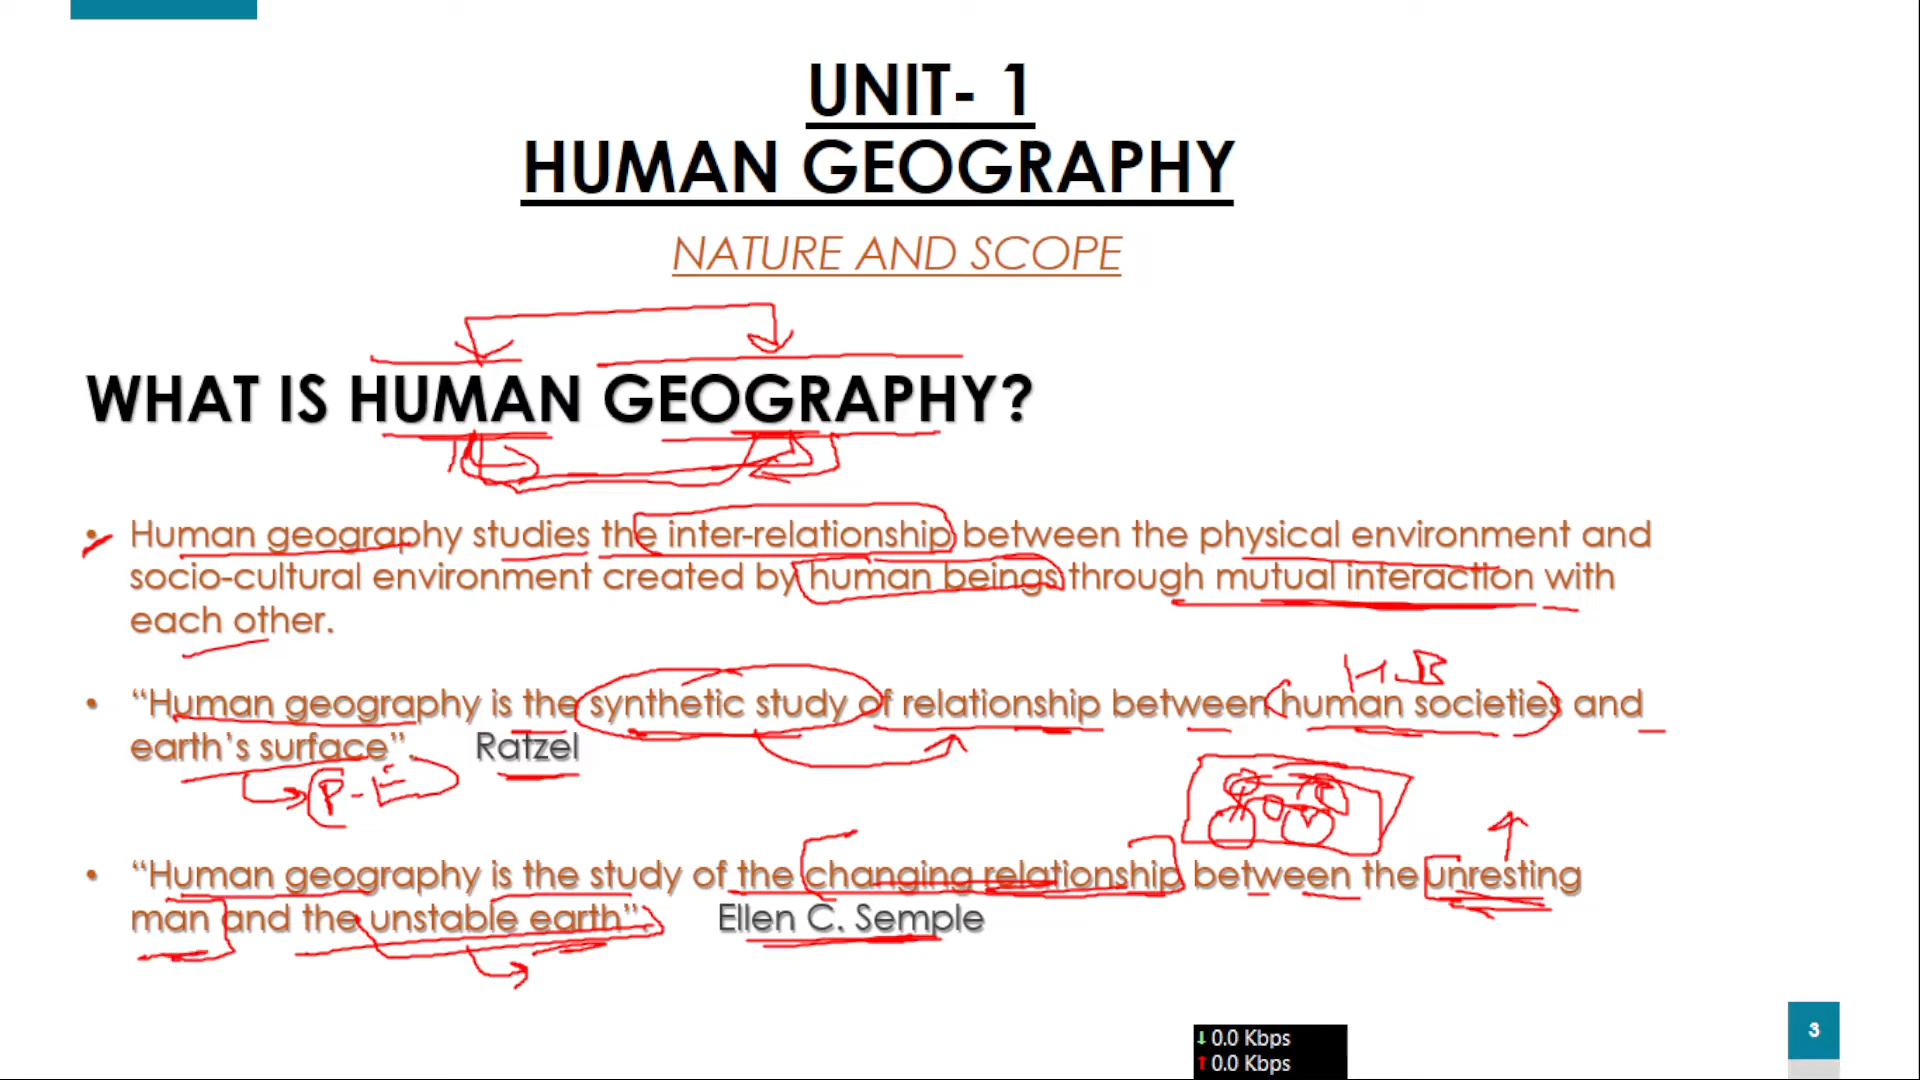 UNIT- 1
HUMAN GEOGRAPHY
NATURE AND SCOPE
WHAT IS HUMAN GEOGRAPHY?
• Human geography studies the inter-relationship between the physical environment and
socio-cultural environment created by human beings through mutual interaction with
each other.
H.B
• “Human geography is the synthetic study of relationship between human societies and
earth’s surface”. Ratzel
P-E
• “Human geography is the study of the changing relationship between the unresting
man and the unstable earth”. Ellen C. Semple
3
↓ 0.0 Kbps
↑ 0.0 Kbps